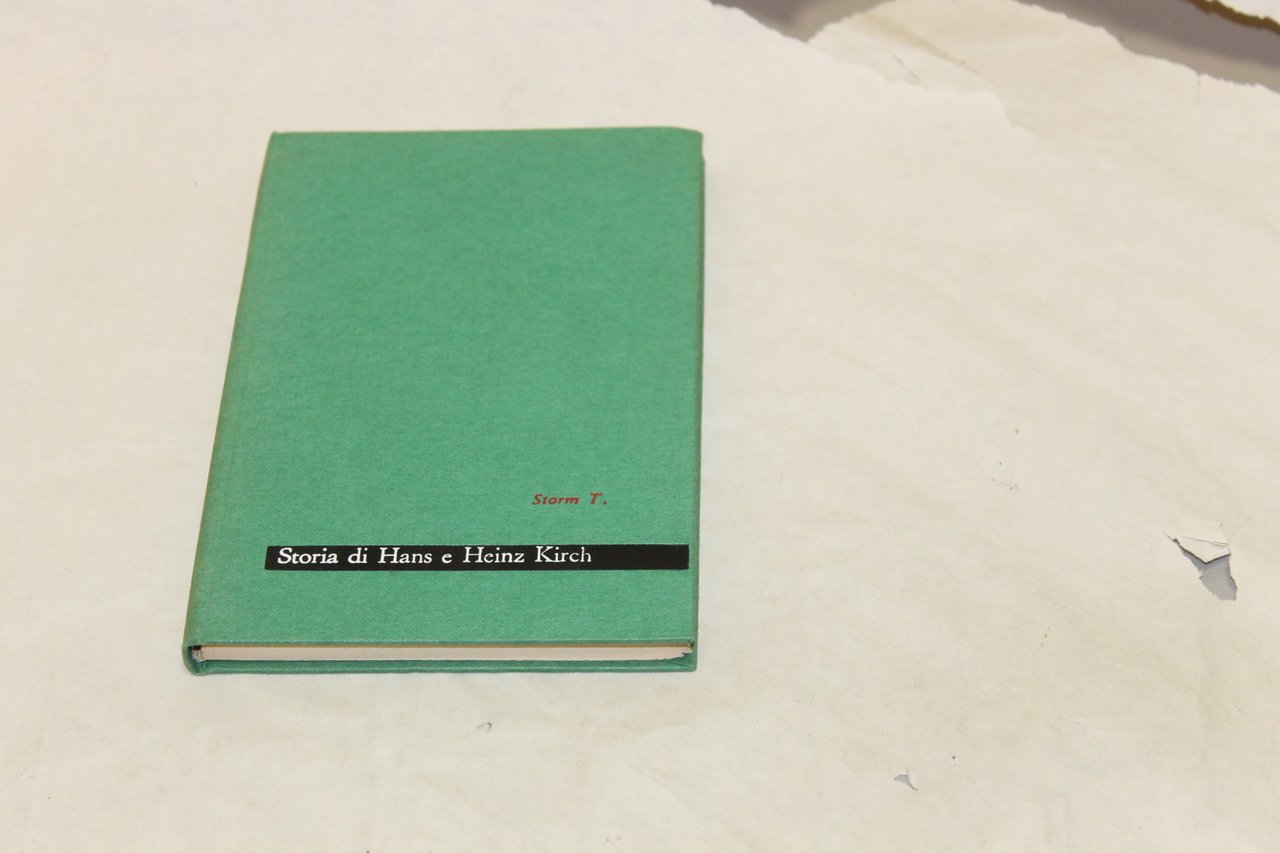 Storm T.
Storia di Hans e Heinz Kirch